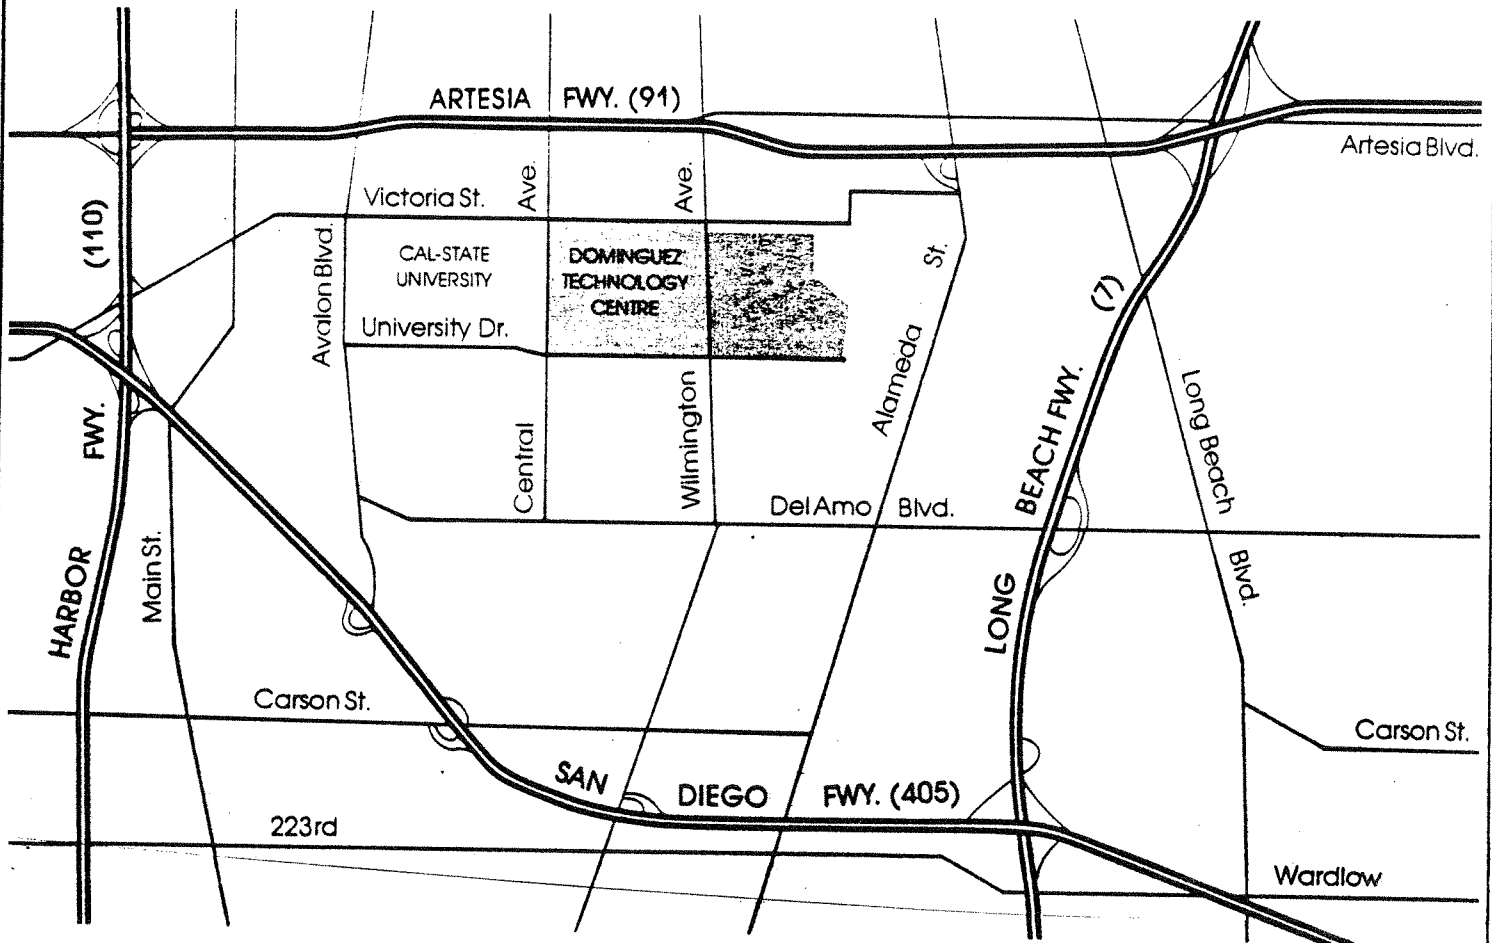 ARTESIA FWY. (91)
Artesia Blvd.
Victoria St.
Central Ave.
Wilmington Ave.
HARBOR FWY. (110)
Avalon Blvd.
CAL-STATE
UNIVERSITY
DOMINGUEZ
TECHNOLOGY
CENTRE
University Dr.
Alameda St.
LONG BEACH FWY. (7)
Long Beach Blvd.
Del Amo Blvd.
Main St.
Carson St.
Carson St.
SAN DIEGO FWY. (405)
223rd
Wardlow